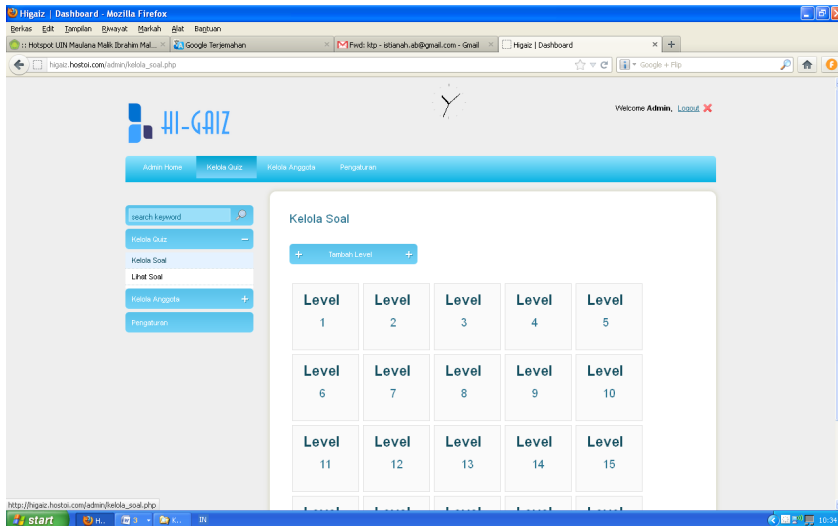 Higaiz | Dashboard - Mozilla Firefox
Berkas Edit Tampilan Riwayat Markah Alat Bantuan
:: Hotspot UIN Maulana Malik Ibrahim Mal... Google Terjemahan Fwd: ktp - istianah.ab@gmail.com - Gmail Higaiz | Dashboard
higaiz.hostoi.com/admin/kelola_soal.php Google + Flip
HI-GAIZ
Welcome Admin, Logout
Admin Home Kelola Quiz Kelola Anggota Pengaturan
search keyword
Kelola Quiz
Kelola Soal
Lihat Soal
Kelola Anggota
Pengaturan
Kelola Soal
+ Tambah Level +
Level Level Level Level Level
1 2 3 4 5
Level Level Level Level Level
6 7 8 9 10
Level Level Level Level Level
11 12 13 14 15
http://higaiz.hostoi.com/admin/kelola_soal.php
start H... 3 K... IN 10:34